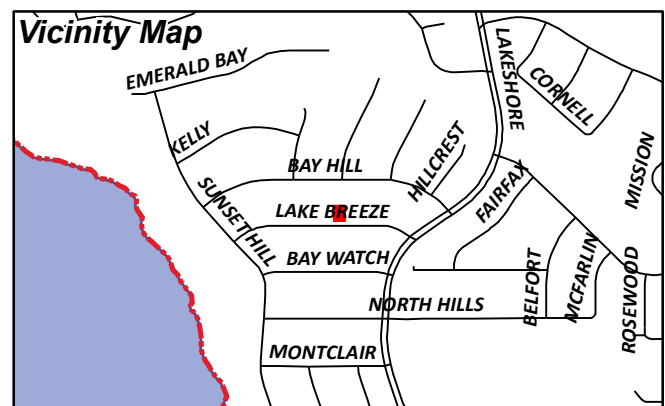 Vicinity Map
EMERALD BAY
LAKESHORE
CORNELL
KELLY
BAY HILL
HILLCREST
MISSION
SUNSET HILL
LAKE BREEZE
FAIRFAX
BAY WATCH
BELFORT
MCFARLIN
ROSEWOOD
NORTH HILLS
MONTCLAIR